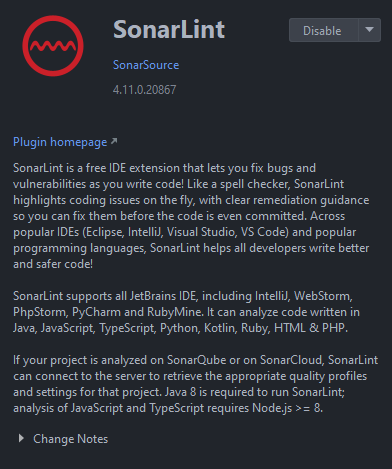 SonarLint
Disable
SonarSource
4.11.0.20867
Plugin homepage
SonarLint is a free IDE extension that lets you fix bugs and
vulnerabilities as you write code! Like a spell checker, SonarLint
highlights coding issues on the fly, with clear remediation guidance
so you can fix them before the code is even committed. Across
popular IDEs (Eclipse, IntelliJ, Visual Studio, VS Code) and popular
programming languages, SonarLint helps all developers write better
and safer code!
SonarLint supports all JetBrains IDE, including IntelliJ, WebStorm,
PhpStorm, PyCharm and RubyMine. It can analyze code written in
Java, JavaScript, TypeScript, Python, Kotlin, Ruby, HTML & PHP.
If your project is analyzed on SonarQube or on SonarCloud, SonarLint
can connect to the server to retrieve the appropriate quality profiles
and settings for that project. Java 8 is required to run SonarLint;
analysis of JavaScript and TypeScript requires Node.js >= 8.
Change Notes